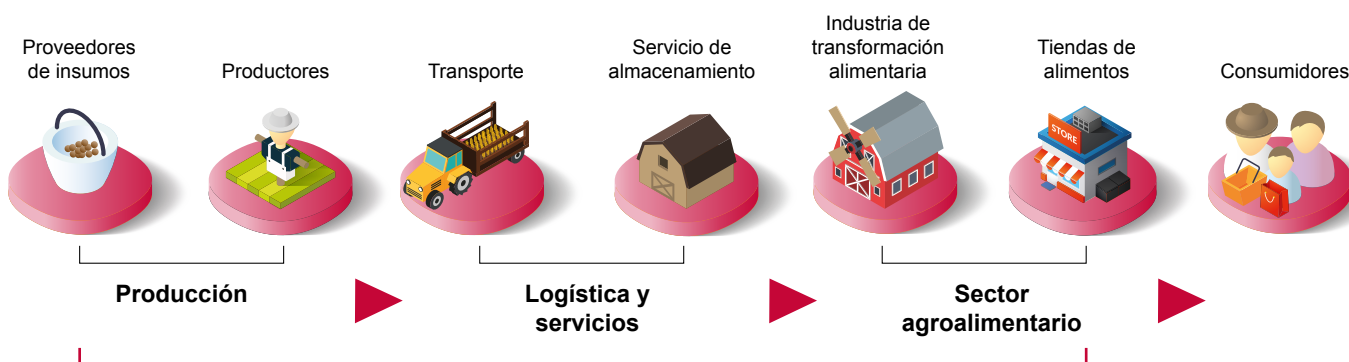 Proveedores
de insumos
Productores
Transporte
Servicio de
almacenamiento
Industria de
transformación
alimentaria
Tiendas de
alimentos
Consumidores
STORE
Producción
Logística y
servicios
Sector
agroalimentario